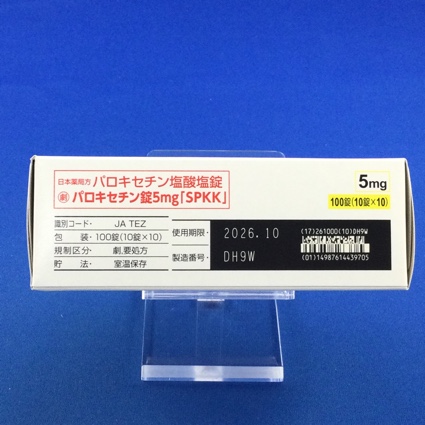 日本薬局方 パロキセチン塩酸塩錠
劇 パロキセチン錠5mg「SPKK」
5mg
100錠(10錠×10)
識別コード・ JA TEZ
包 装・100錠(10錠×10)
規制区分・ 劇,要処方
貯 法・ 室温保存
使用期限・ 2026.10
製造番号・ DH9W
(17)261000(10)DH9W
(01)14987614439705